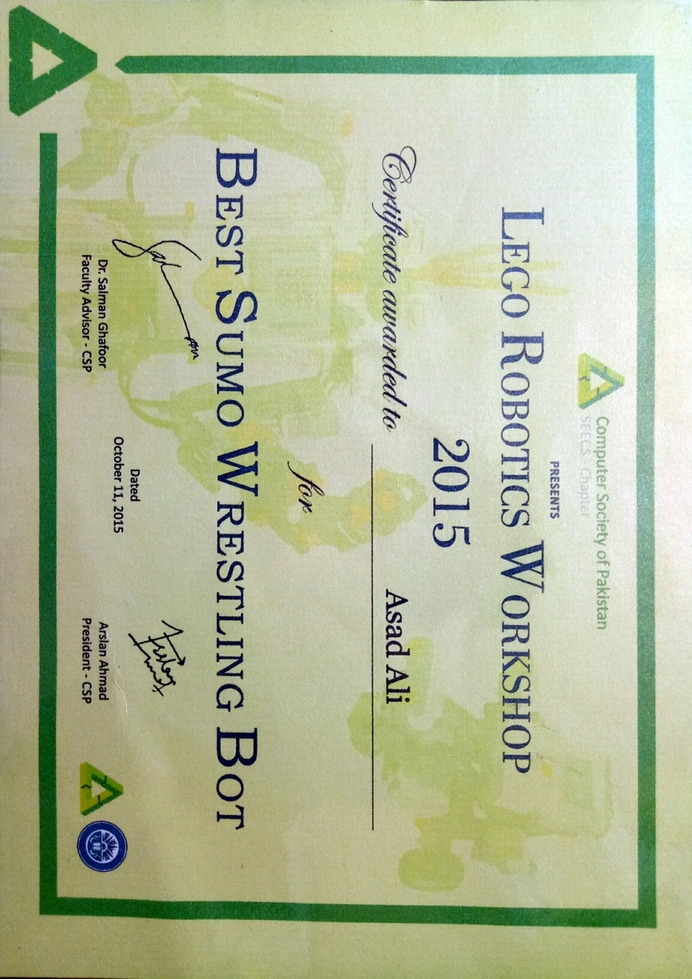 Computer Society of Pakistan
SEECS - Chapter
PRESENTS
LEGO ROBOTICS WORKSHOP
2015
Certificate awarded to Asad Ali
for
BEST SUMO WRESTLING BOT
Dated
October 11, 2015
Dr. Salman Ghafoor
Faculty Advisor - CSP
Arslan Ahmad
President - CSP